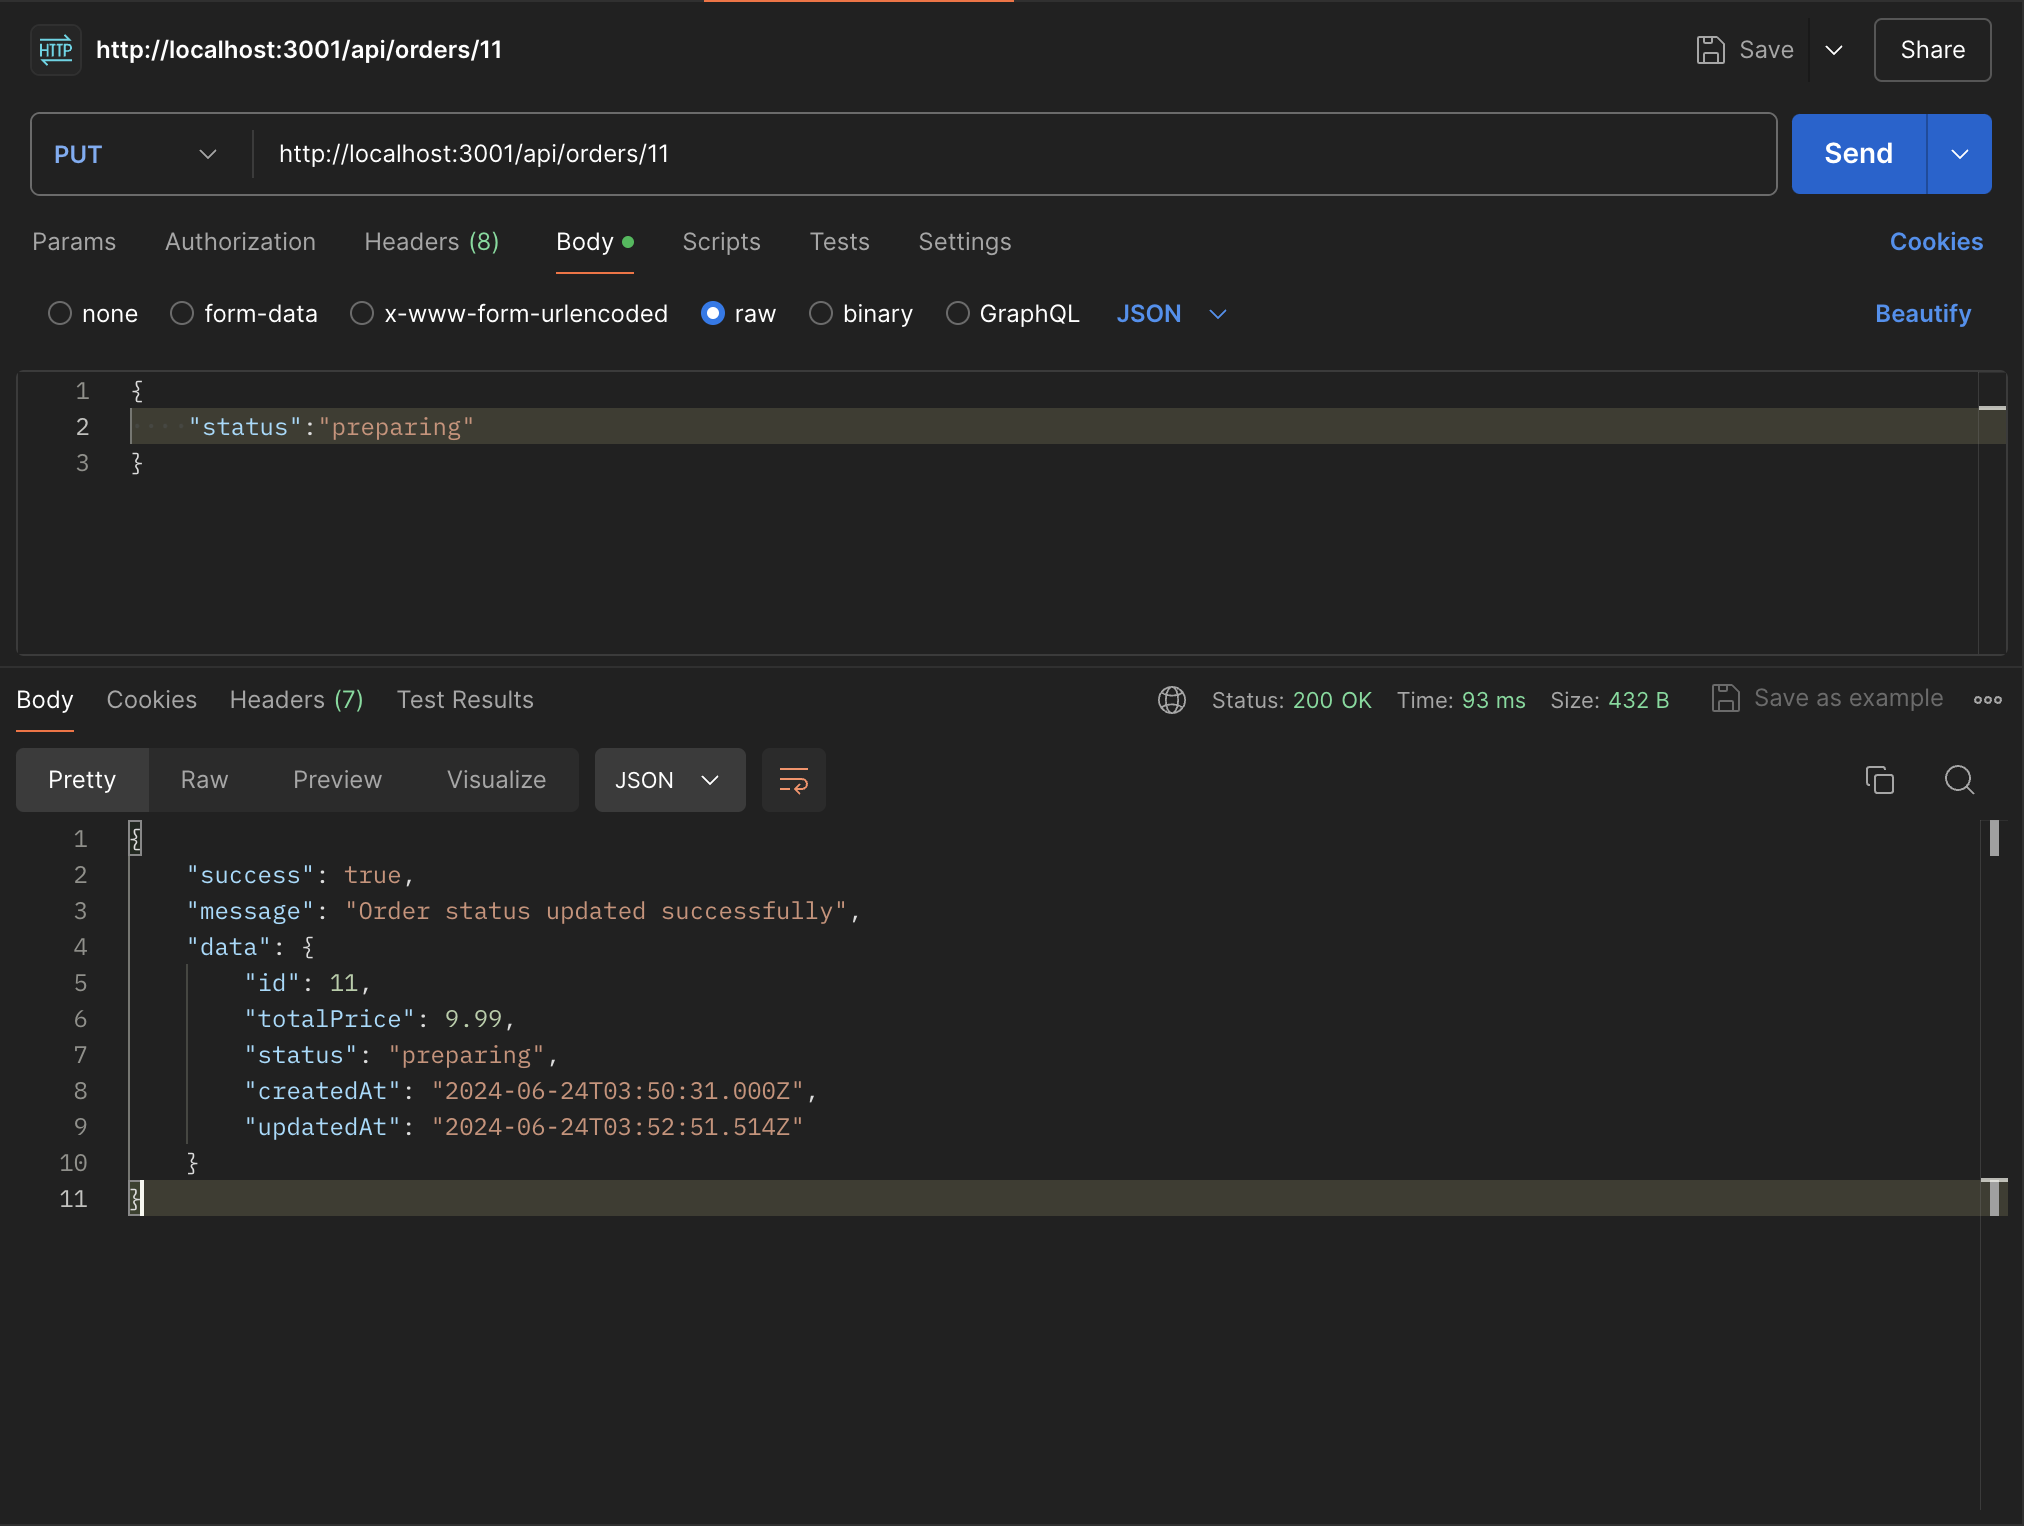 HTTP http://localhost:3001/api/orders/11 Save Share
PUT http://localhost:3001/api/orders/11 Send
Params Authorization Headers (8) Body Scripts Tests Settings Cookies
none form-data x-www-form-urlencoded raw binary GraphQL JSON Beautify
1 {
2 "status":"preparing"
3 }
Body Cookies Headers (7) Test Results Status: 200 OK Time: 93 ms Size: 432 B Save as example
Pretty Raw Preview Visualize JSON
1 {
2 "success": true,
3 "message": "Order status updated successfully",
4 "data": {
5 "id": 11,
6 "totalPrice": 9.99,
7 "status": "preparing",
8 "createdAt": "2024-06-24T03:50:31.000Z",
9 "updatedAt": "2024-06-24T03:52:51.514Z"
10 }
11 }